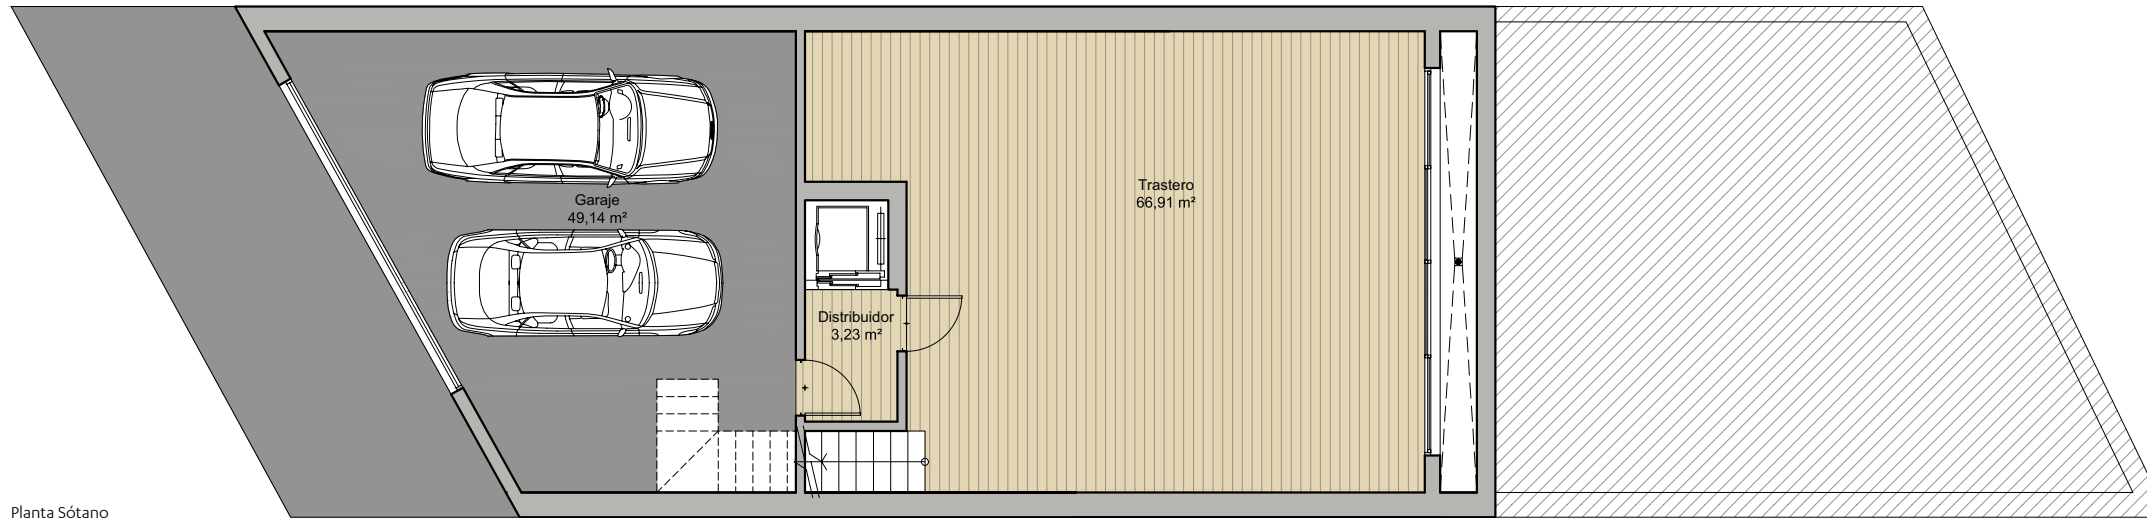 Garaje
49,14 m²
Trastero
66,91 m²
Distribuidor
3,23 m²
Planta Sótano